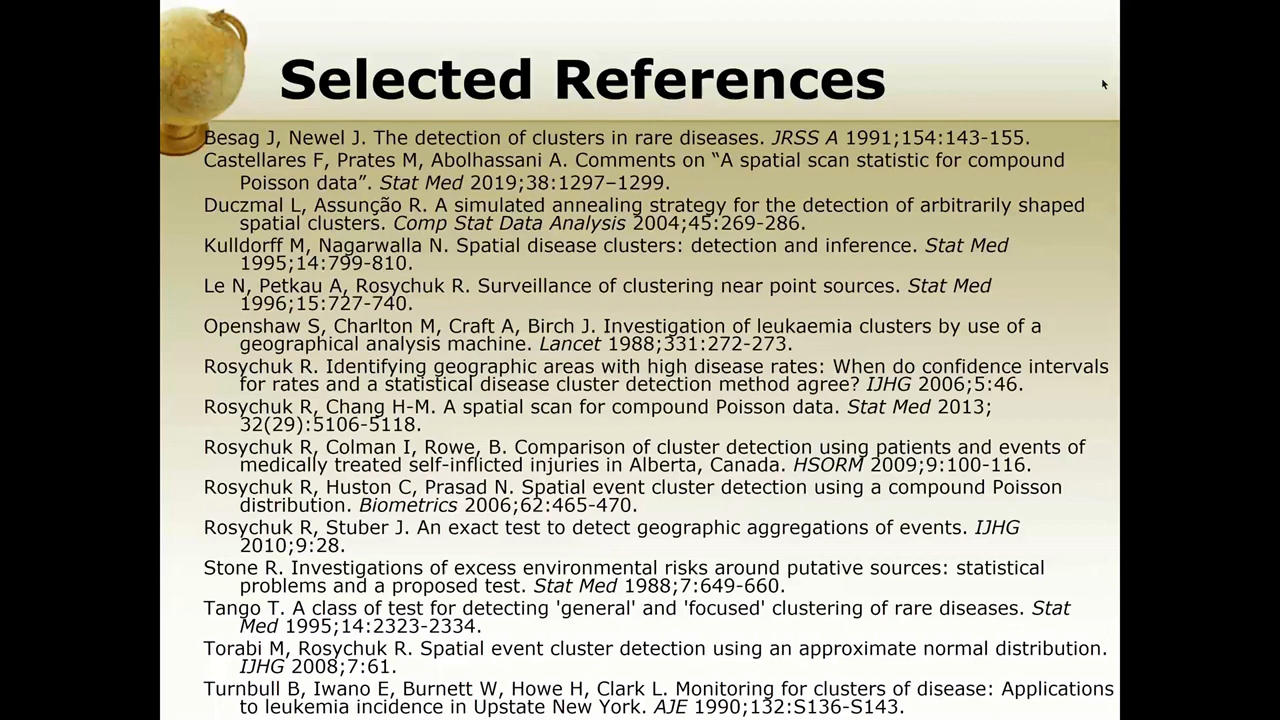 Selected References
Besag J, Newel J. The detection of clusters in rare diseases. JRSS A 1991;154:143-155.
Castellares F, Prates M, Abolhassani A. Comments on “A spatial scan statistic for compound
Poisson data”. Stat Med 2019;38:1297–1299.
Duczmal L, Assunção R. A simulated annealing strategy for the detection of arbitrarily shaped
spatial clusters. Comp Stat Data Analysis 2004;45:269-286.
Kulldorff M, Nagarwalla N. Spatial disease clusters: detection and inference. Stat Med
1995;14:799-810.
Le N, Petkau A, Rosychuk R. Surveillance of clustering near point sources. Stat Med
1996;15:727-740.
Openshaw S, Charlton M, Craft A, Birch J. Investigation of leukaemia clusters by use of a
geographical analysis machine. Lancet 1988;331:272-273.
Rosychuk R. Identifying geographic areas with high disease rates: When do confidence intervals
for rates and a statistical disease cluster detection method agree? IJHG 2006;5:46.
Rosychuk R, Chang H-M. A spatial scan for compound Poisson data. Stat Med 2013;
32(29):5106-5118.
Rosychuk R, Colman I, Rowe, B. Comparison of cluster detection using patients and events of
medically treated self-inflicted injuries in Alberta, Canada. HSORM 2009;9:100-116.
Rosychuk R, Huston C, Prasad N. Spatial event cluster detection using a compound Poisson
distribution. Biometrics 2006;62:465-470.
Rosychuk R, Stuber J. An exact test to detect geographic aggregations of events. IJHG
2010;9:28.
Stone R. Investigations of excess environmental risks around putative sources: statistical
problems and a proposed test. Stat Med 1988;7:649-660.
Tango T. A class of test for detecting 'general' and 'focused' clustering of rare diseases. Stat
Med 1995;14:2323-2334.
Torabi M, Rosychuk R. Spatial event cluster detection using an approximate normal distribution.
IJHG 2008;7:61.
Turnbull B, Iwano E, Burnett W, Howe H, Clark L. Monitoring for clusters of disease: Applications
to leukemia incidence in Upstate New York. AJE 1990;132:S136-S143.